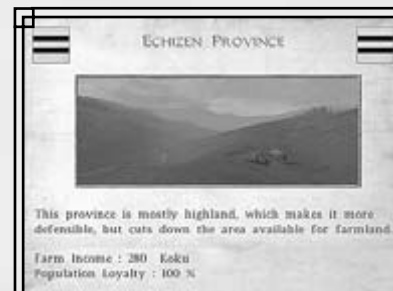 ECHIZEN PROVINCE
This province is mostly highland, which makes it more
defensible, but cuts down the area available for farmland.
Farm Income : 280 Koku
Population Loyalty : 100 %